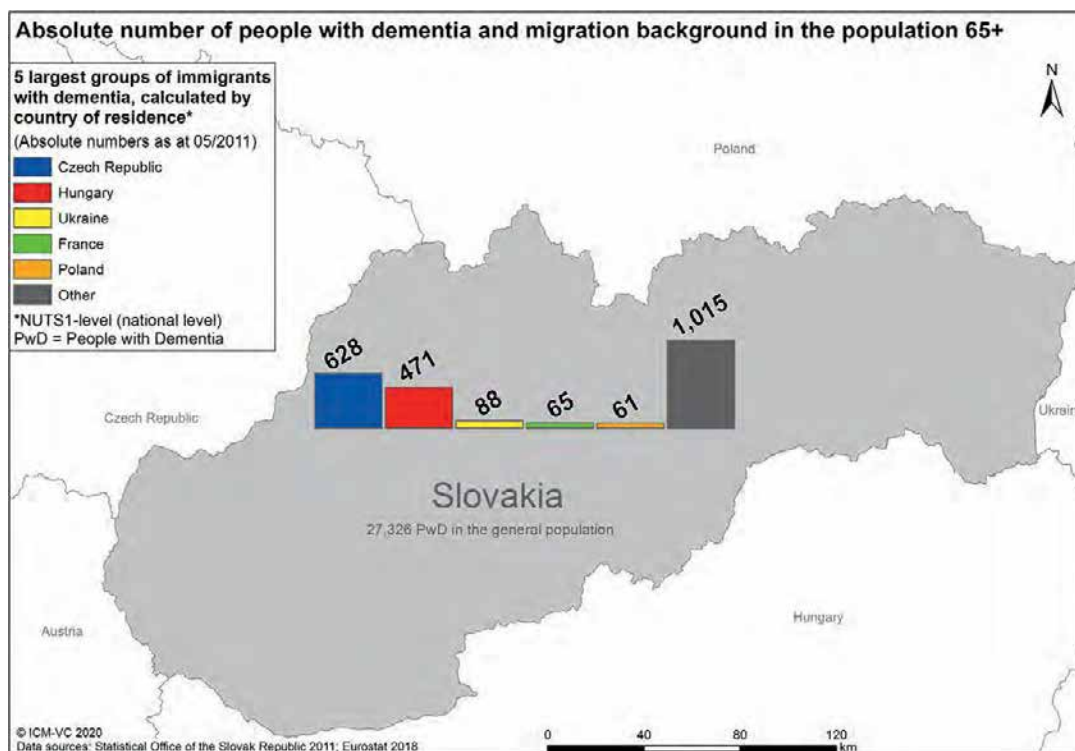 Absolute number of people with dementia and migration background in the population 65+
5 largest groups of immigrants
with dementia, calculated by
country of residence*
(Absolute numbers as at 05/2011)
Czech Republic
Hungary
Ukraine
France
Poland
Other
*NUTS1-level (national level)
PwD = People with Dementia
N
Poland
628
471
88
65
61
1,015
Czech Republic
Ukraine
Slovakia
27,326 PwD in the general population
Austria
Hungary
© ICM-VC 2020
Data sources: Statistical Office of the Slovak Republic 2011; Eurostat 2018
0 40 80 120
km